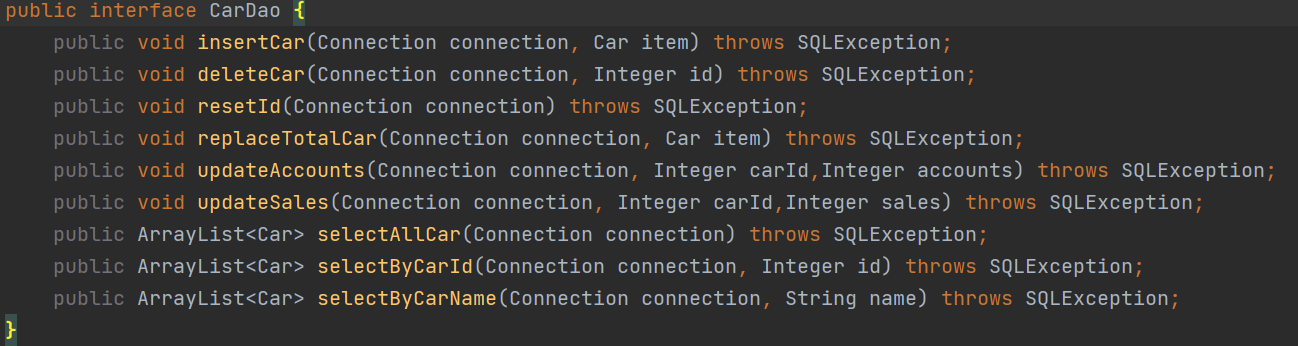 public interface CarDao {
    public void insertCar(Connection connection, Car item) throws SQLException;
    public void deleteCar(Connection connection, Integer id) throws SQLException;
    public void resetId(Connection connection) throws SQLException;
    public void replaceTotalCar(Connection connection, Car item) throws SQLException;
    public void updateAccounts(Connection connection, Integer carId,Integer accounts) throws SQLException;
    public void updateSales(Connection connection, Integer carId,Integer sales) throws SQLException;
    public ArrayList<Car> selectAllCar(Connection connection) throws SQLException;
    public ArrayList<Car> selectByCarId(Connection connection, Integer id) throws SQLException;
    public ArrayList<Car> selectByCarName(Connection connection, String name) throws SQLException;
}